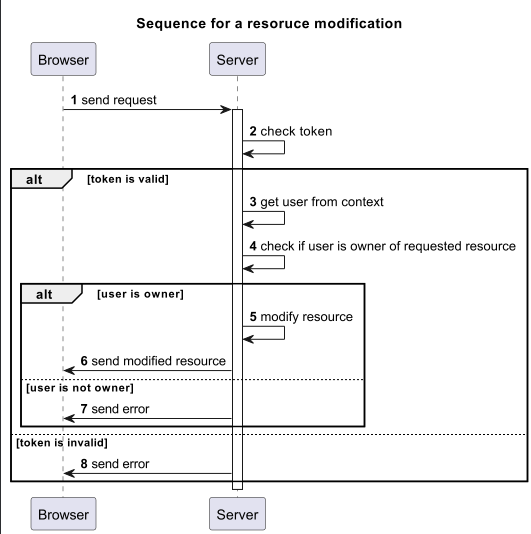 Sequence for a resoruce modification
Browser
Server
1 send request
2 check token
alt
[token is valid]
3 get user from context
4 check if user is owner of requested resource
alt
[user is owner]
5 modify resource
6 send modified resource
[user is not owner]
7 send error
[token is invalid]
8 send error
Browser
Server